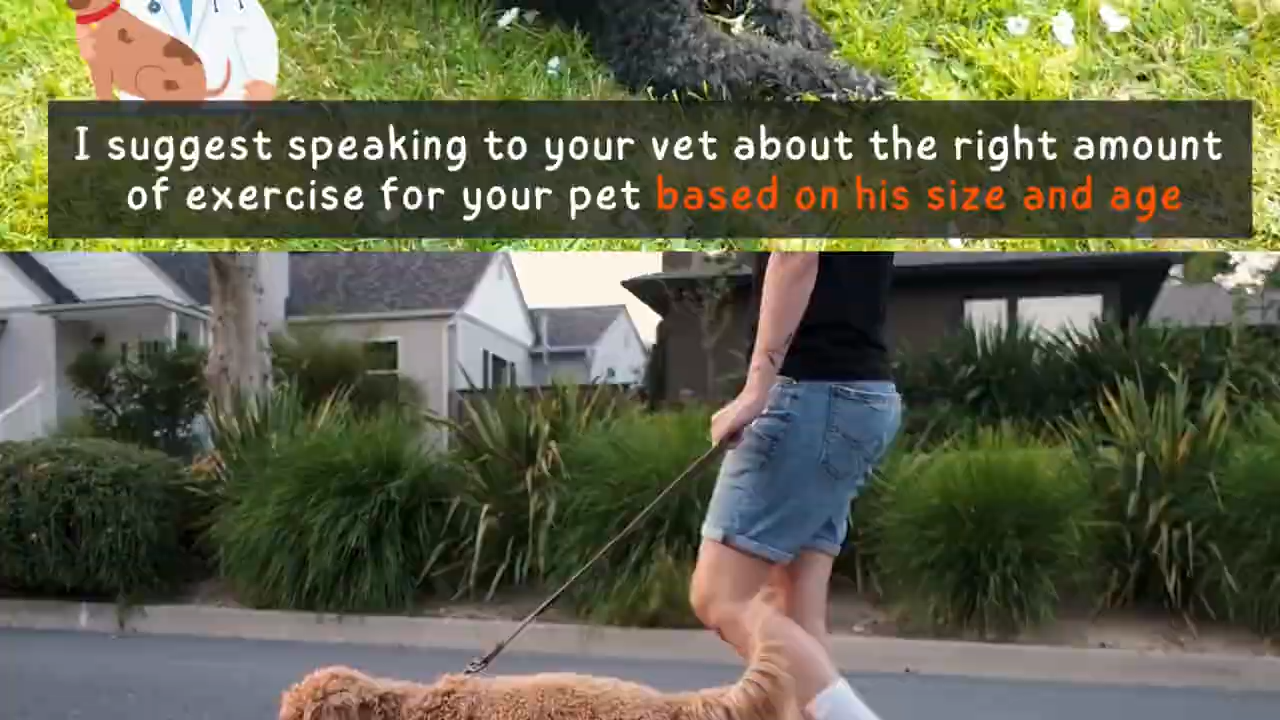 I suggest speaking to your vet about the right amount
of exercise for your pet based on his size and age